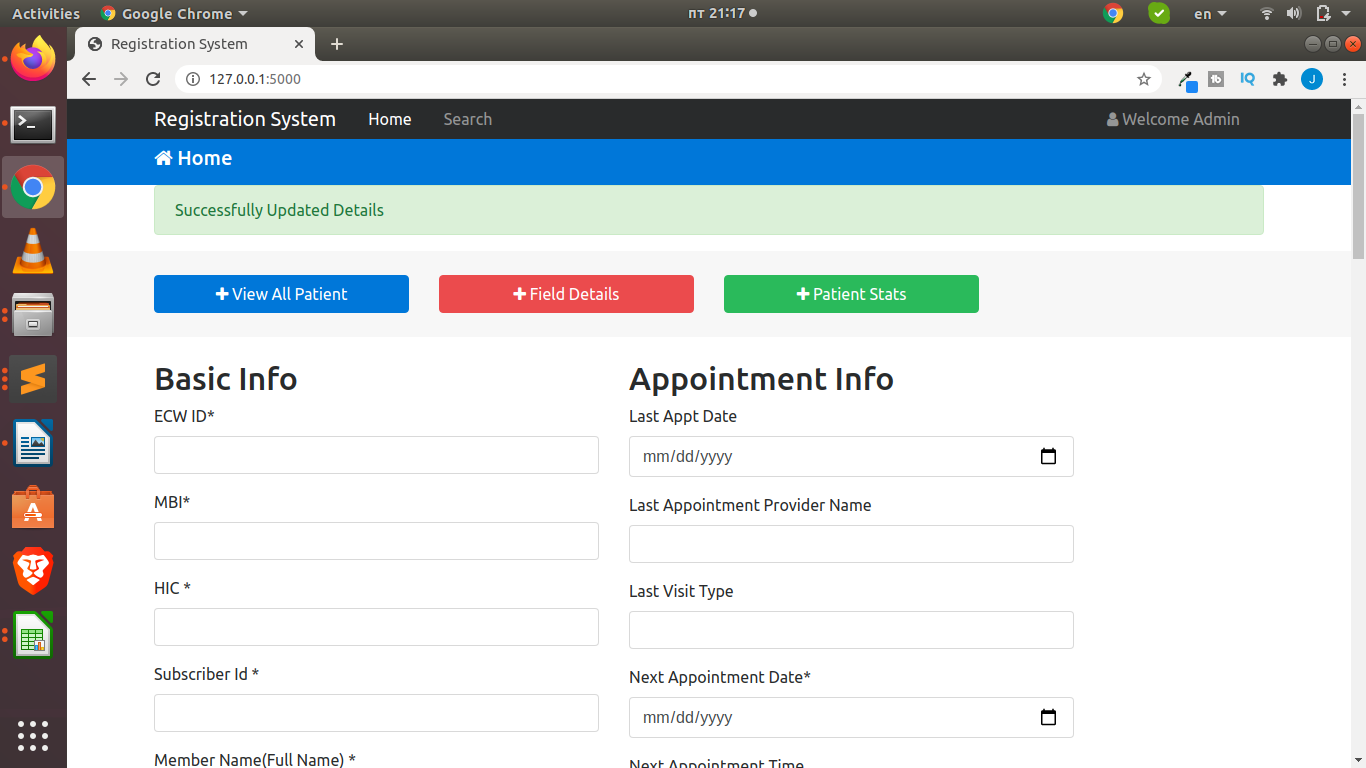 Activities Google Chrome пт 21:17 en
Registration System
127.0.0.1:5000 IQ J
Registration System Home Search Welcome Admin
Home
Successfully Updated Details
View All Patient Field Details Patient Stats
Basic Info
ECW ID*
MBI*
HIC *
Subscriber Id *
Member Name(Full Name) *
Appointment Info
Last Appt Date
mm/dd/yyyy
Last Appointment Provider Name
Last Visit Type
Next Appointment Date*
mm/dd/yyyy
Next Appointment Time